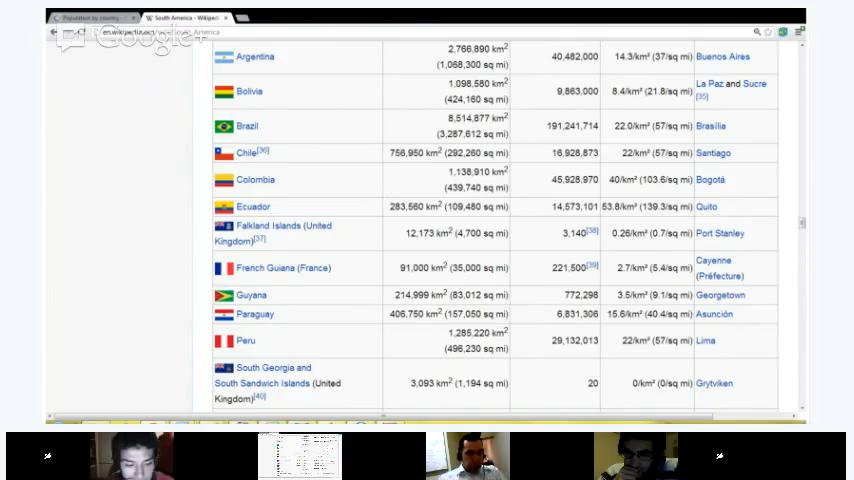 Population by country -
South America - Wikiped
en.wikipedia.org
South_America
Google+
Argentina 2,766,890 km² (1,068,300 sq mi) 40,482,000 14.3/km² (37/sq mi) Buenos Aires
Bolivia 1,098,580 km² (424,160 sq mi) 9,863,000 8.4/km² (21.8/sq mi) La Paz and Sucre [35]
Brazil 8,514,877 km² (3,287,612 sq mi) 191,241,714 22.0/km² (57/sq mi) Brasília
Chile[36] 756,950 km² (292,260 sq mi) 16,928,873 22/km² (57/sq mi) Santiago
Colombia 1,138,910 km² (439,740 sq mi) 45,928,970 40/km² (103.6/sq mi) Bogotá
Ecuador 283,560 km² (109,480 sq mi) 14,573,101 53.8/km² (139.3/sq mi) Quito
Falkland Islands (United Kingdom)[37] 12,173 km² (4,700 sq mi) 3,140[38] 0.26/km² (0.7/sq mi) Port Stanley
French Guiana (France) 91,000 km² (35,000 sq mi) 221,500[39] 2.7/km² (5.4/sq mi) Cayenne (Préfecture)
Guyana 214,999 km² (83,012 sq mi) 772,298 3.5/km² (9.1/sq mi) Georgetown
Paraguay 406,750 km² (157,050 sq mi) 6,831,306 15.6/km² (40.4/sq mi) Asunción
Peru 1,285,220 km² (496,230 sq mi) 29,132,013 22/km² (57/sq mi) Lima
South Georgia and South Sandwich Islands (United Kingdom)[40] 3,093 km² (1,194 sq mi) 20 0/km² (0/sq mi) Grytviken